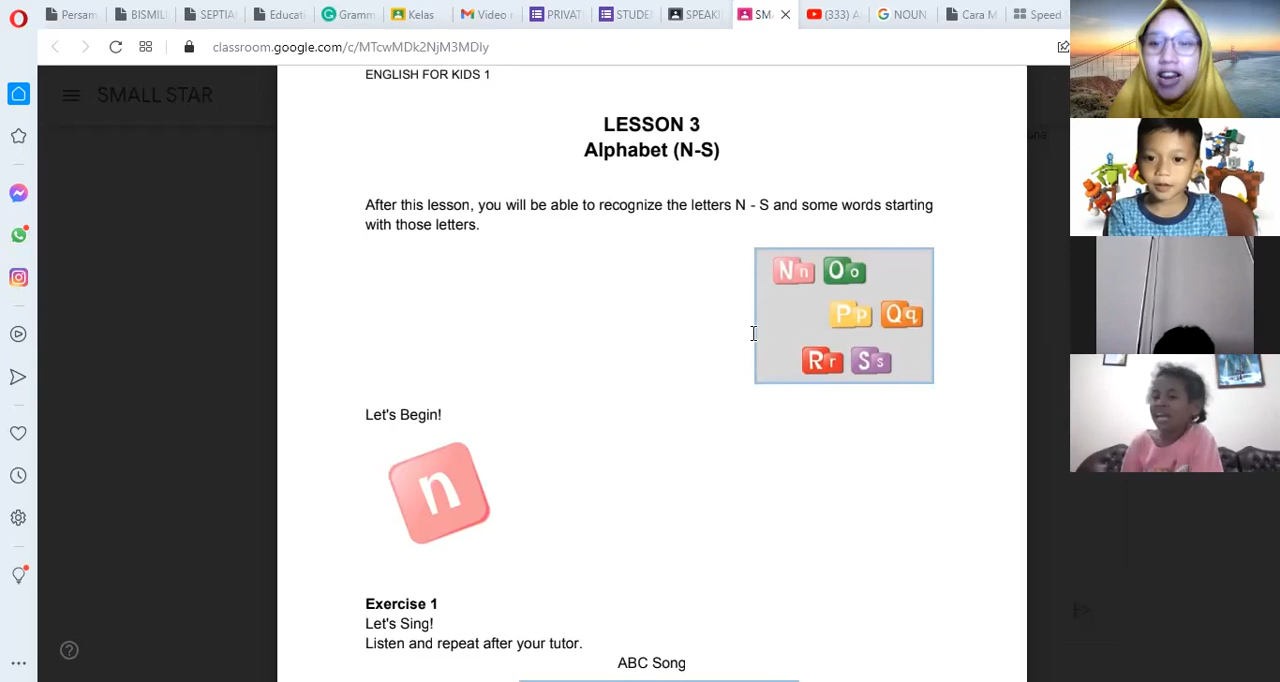 Persam
BISMIL
SEPTIA
Educati
Gramm
Kelas
Video r
PRIVAT
STUDE
SPEAKI
SMA
(333) A
NOUN
Cara M
Speed
classroom.google.com/c/MTcwMDk2NjM3MDIy
ENGLISH FOR KIDS 1
SMALL STAR
LESSON 3
Alphabet (N-S)
After this lesson, you will be able to recognize the letters N - S and some words starting
with those letters.
Nn Oo
Pp Qq
Rr Ss
Let's Begin!
n
Exercise 1
Let's Sing!
Listen and repeat after your tutor.
ABC Song